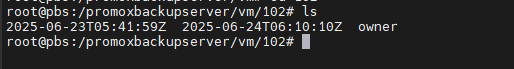 root@pbs:/promoxbackupserver/vm/102# ls
2025-06-23T05:41:59Z  2025-06-24T06:10:10Z  owner
root@pbs:/promoxbackupserver/vm/102#